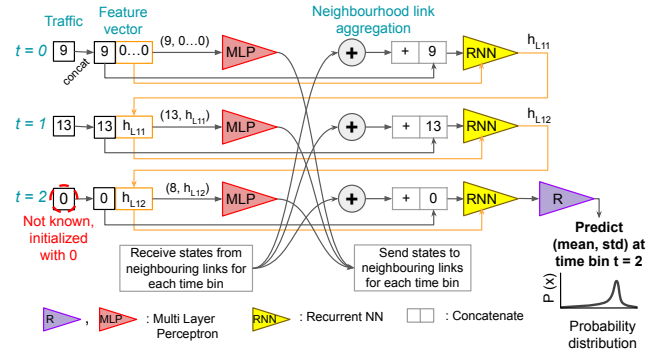 Traffic
Feature vector
Neighbourhood link aggregation
t = 0
9
concat
9
0...0
(9, 0...0)
MLP
+
+
9
RNN
h_L11
t = 1
13
13
h_L11
(13, h_L11)
MLP
+
+
13
RNN
h_L12
t = 2
0
0
h_L12
(8, h_L12)
MLP
+
+
0
RNN
R
Not known,
initialized
with 0
Receive states from
neighbouring links for
each time bin
Send states to
neighbouring links
for each time bin
Predict
(mean, std) at
time bin t = 2
P (x)
Probability
distribution
R , MLP : Multi Layer
Perceptron
RNN : Recurrent NN
: Concatenate